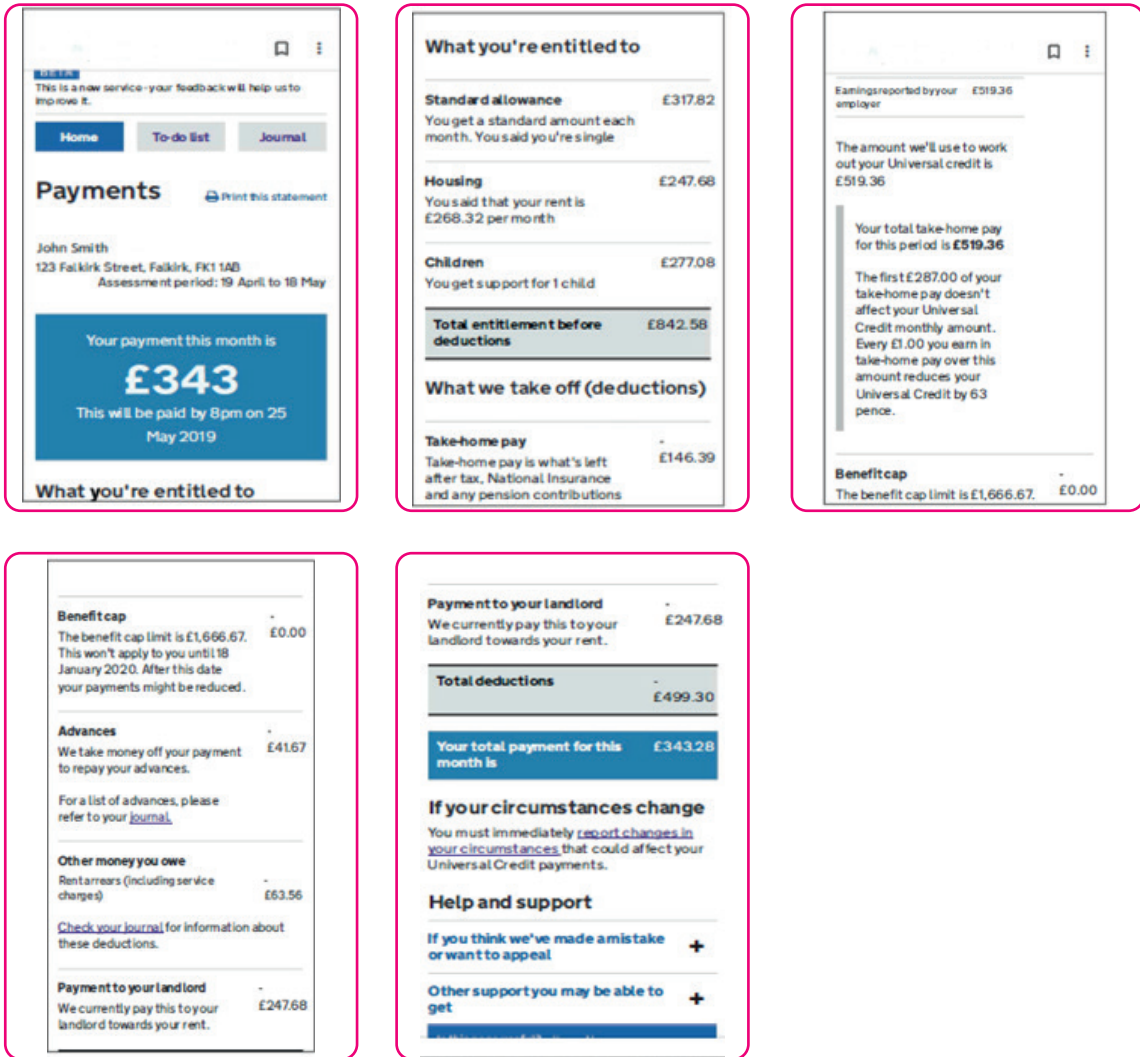 BETA
This is a new service - your feedback will help us to
improve it.
Home To-do list Journal
Payments
Print this statement
John Smith
123 Falkirk Street, Falkirk, FK1 1AB
Assessment period: 19 April to 18 May
Your payment this month is
£343
This will be paid by 8pm on 25
May 2019
What you're entitled to
What you're entitled to
Standard allowance £317.82
You get a standard amount each
month. You said you're single
Housing £247.68
You said that your rent is
£268.32 per month
Children £277.08
You get support for 1 child
Total entitlement before £842.58
deductions
What we take off (deductions)
Take-home pay -
£146.39
Take-home pay is what's left
after tax, National Insurance
and any pension contributions
Earnings reported by your £519.36
employer
The amount we'll use to work
out your Universal credit is
£519.36
Your total take-home pay
for this period is £519.36
The first £287.00 of your
take-home pay doesn't
affect your Universal
Credit monthly amount.
Every £1.00 you earn in
take-home pay over this
amount reduces your
Universal Credit by 63
pence.
Benefit cap -
The benefit cap limit is £1,666.67. £0.00
Benefit cap -
The benefit cap limit is £1,666.67. £0.00
This won't apply to you until 18
January 2020. After this date
your payments might be reduced.
Advances -
We take money off your payment £41.67
to repay your advances.
For a list of advances, please
refer to your journal.
Other money you owe
Rent arrears (including service -
charges) £63.56
Check your journal for information about
these deductions.
Payment to your landlord -
We currently pay this to your £247.68
landlord towards your rent.
Payment to your landlord -
We currently pay this to your £247.68
landlord towards your rent.
Total deductions -
£499.30
Your total payment for this £343.28
month is
If your circumstances change
You must immediately report changes in
your circumstances that could affect your
Universal Credit payments.
Help and support
If you think we've made a mistake +
or want to appeal
Other support you may be able to +
get